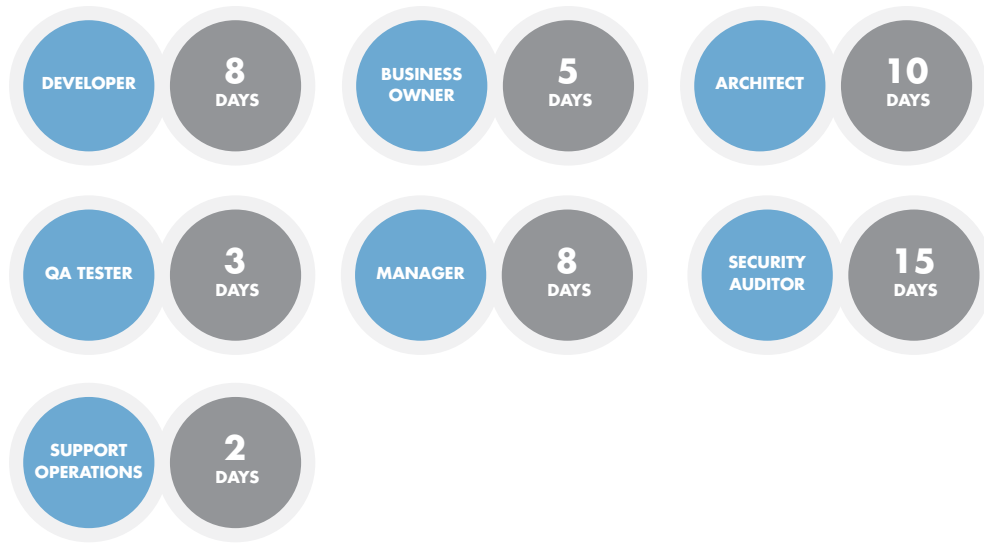 DEVELOPER
8
DAYS
BUSINESS
OWNER
5
DAYS
ARCHITECT
10
DAYS
QA TESTER
3
DAYS
MANAGER
8
DAYS
SECURITY
AUDITOR
15
DAYS
SUPPORT
OPERATIONS
2
DAYS